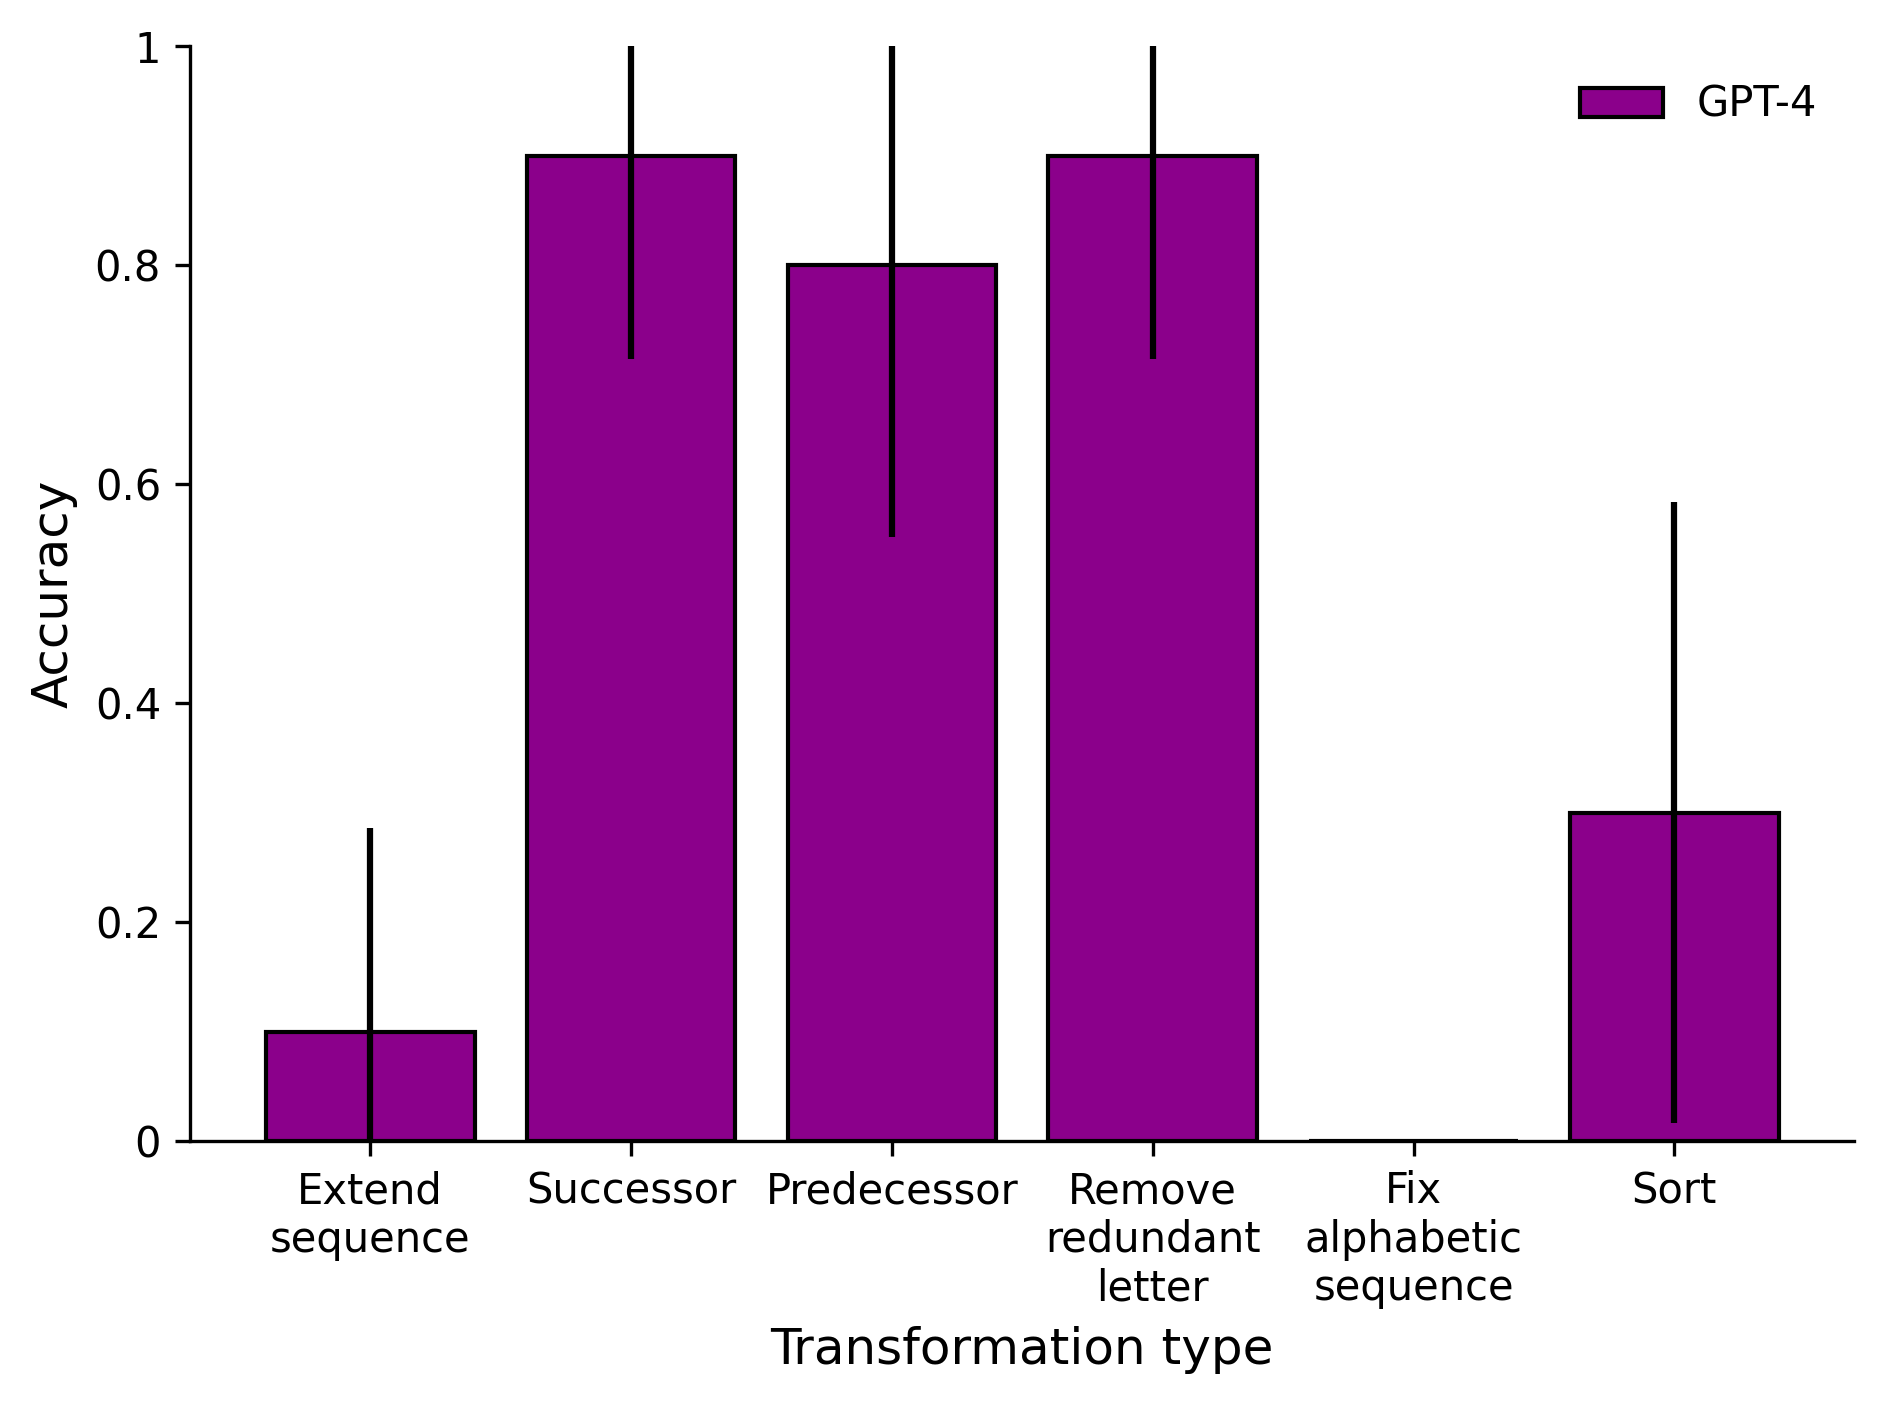 1
0.8
0.6
0.4
0.2
0
Accuracy
GPT-4
Extend
sequence
Successor
Predecessor
Remove
redundant
letter
Fix
alphabetic
sequence
Sort
Transformation type